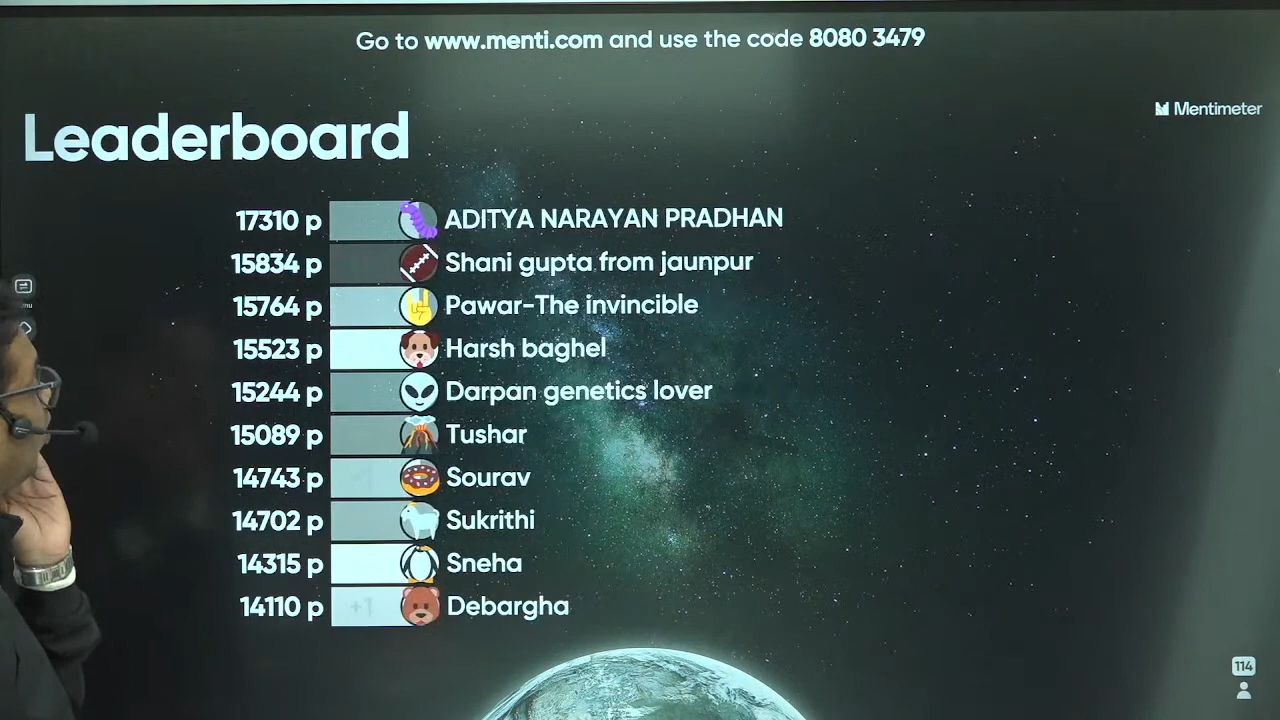 Go to www.menti.com and use the code 8080 3479
Mentimeter
Leaderboard
17310 p ADITYA NARAYAN PRADHAN
15834 p Shani gupta from jaunpur
15764 p Pawar-The invincible
15523 p Harsh baghel
15244 p Darpan genetics lover
15089 p Tushar
14743 p Sourav
14702 p Sukrithi
14315 p Sneha
14110 p +1 Debargha
114